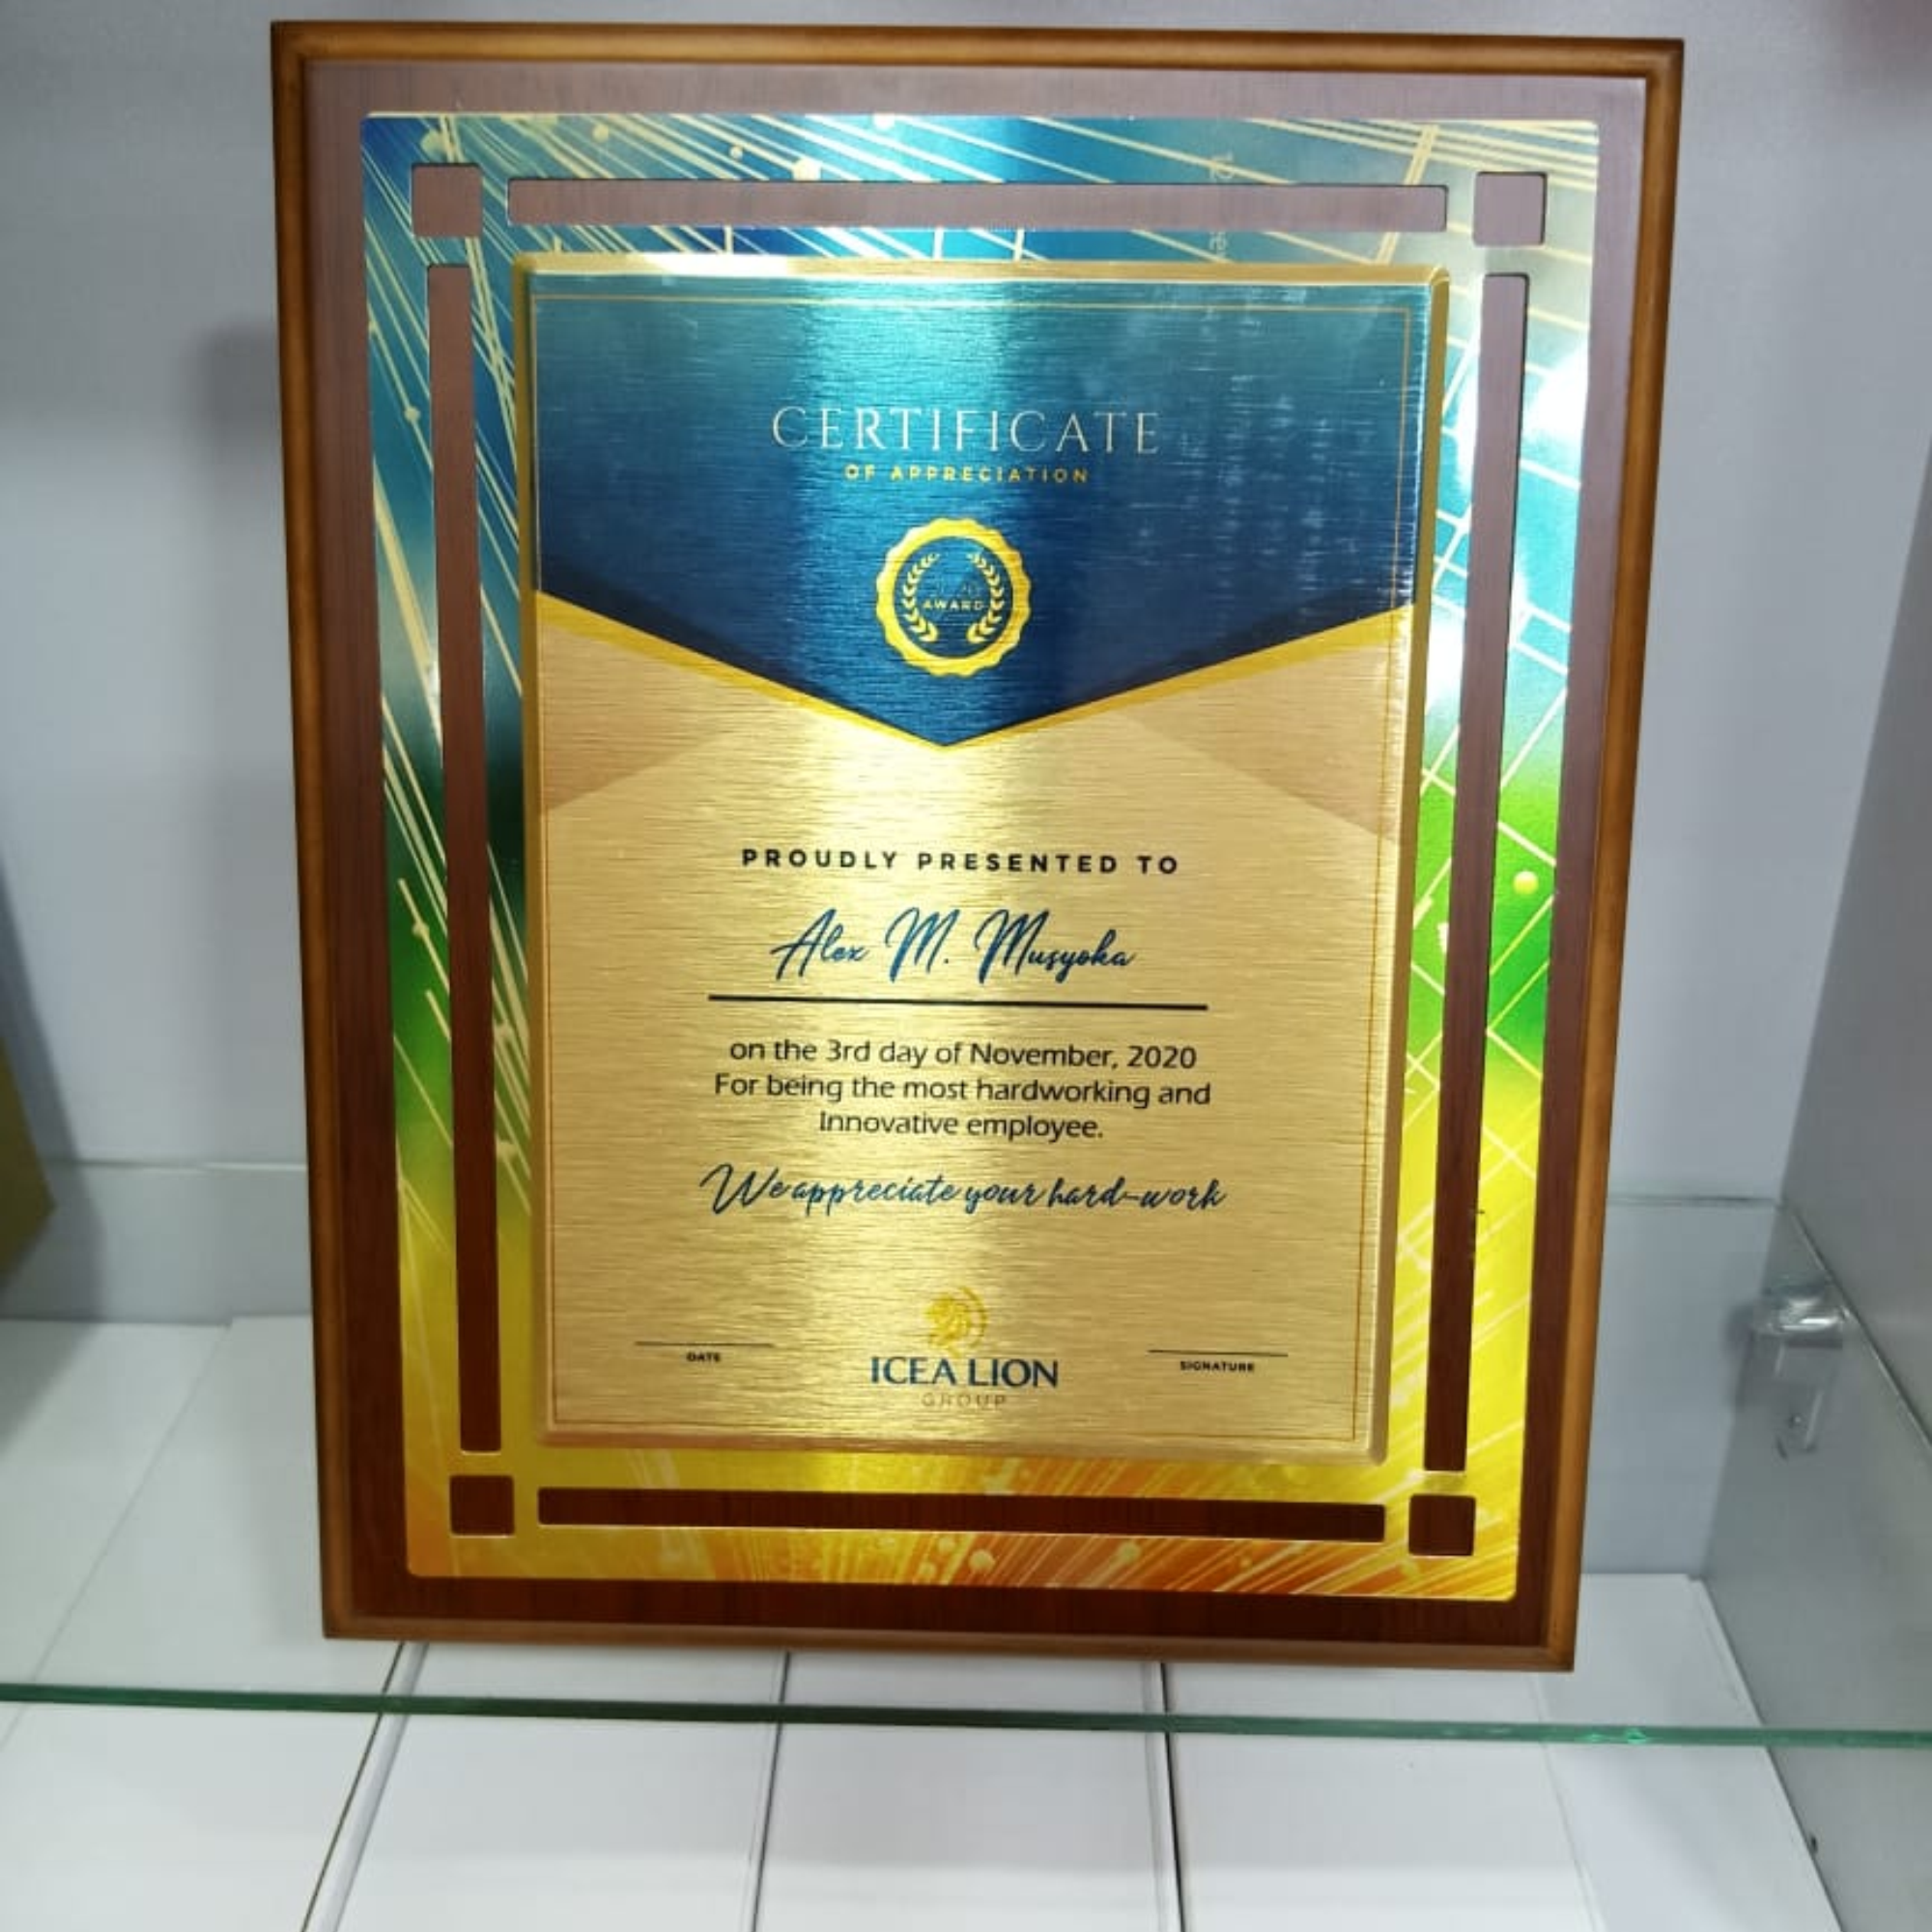 CERTIFICATE
OF APPRECIATION
AWARD
PROUDLY PRESENTED TO
Alex M. Musyoka
on the 3rd day of November, 2020
For being the most hardworking and
Innovative employee.
We appreciate your hard-work
DATE
SIGNATURE
ICEA LION
GROUP